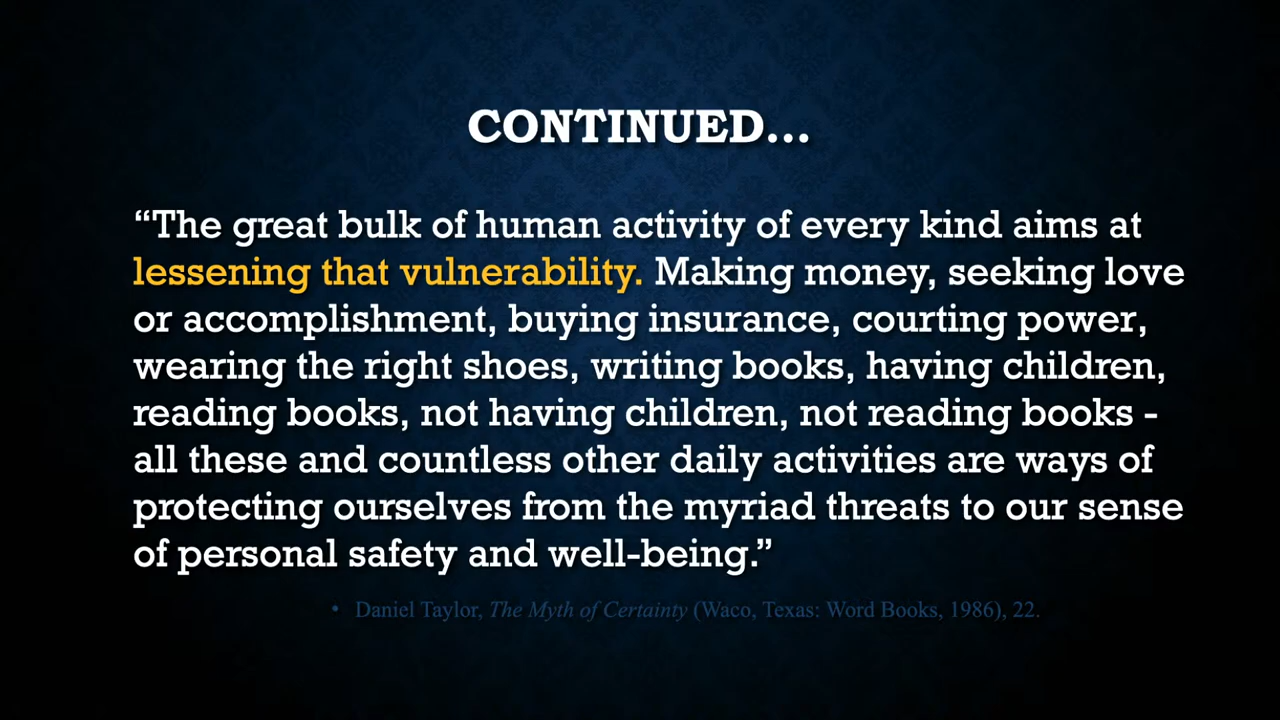 CONTINUED...
“The great bulk of human activity of every kind aims at
lessening that vulnerability. Making money, seeking love
or accomplishment, buying insurance, courting power,
wearing the right shoes, writing books, having children,
reading books, not having children, not reading books -
all these and countless other daily activities are ways of
protecting ourselves from the myriad threats to our sense
of personal safety and well-being.”
• Daniel Taylor, The Myth of Certainty (Waco, Texas: Word Books, 1986), 22.